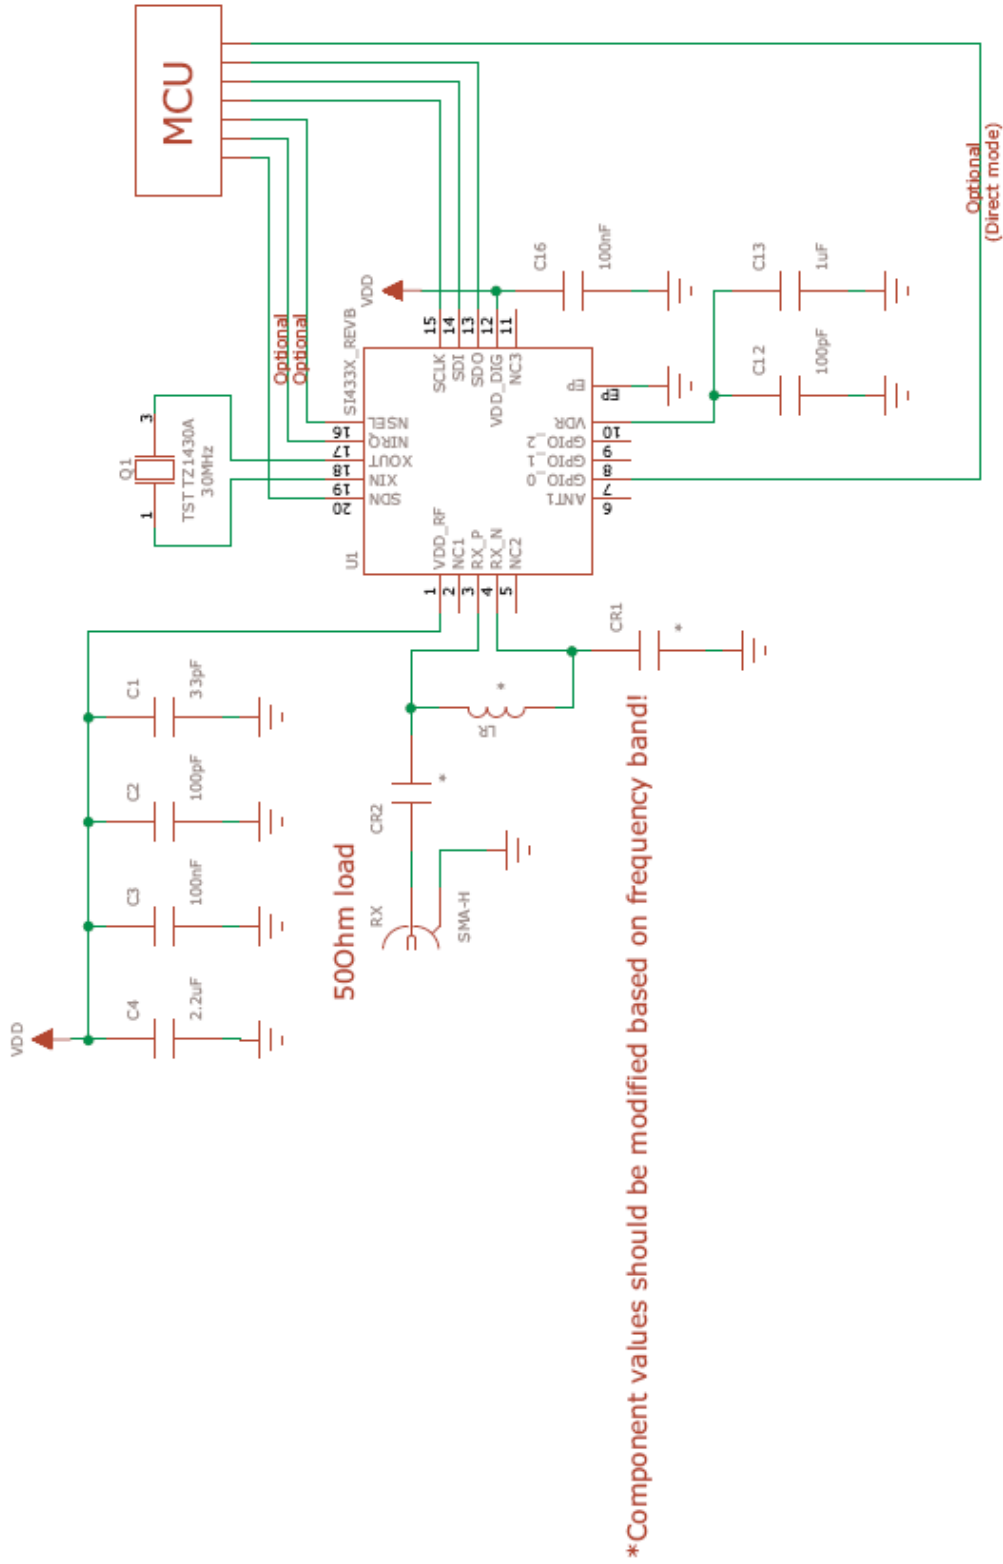 MCU
Optional
(Direct mode)
Optional
Optional
VDD
C16
100nF
C13
1uF
C12
100pF
SI433X_REVB
U1
15
14
13
12
11
SCLK
SDI
SDO
VDD_DIG
NC3
EP
EP
VDR
GPIO_2
GPIO_1
GPIO_0
ANT1
10
9
8
7
6
NSEL
NIRQ
XOUT
XIN
SDN
16
17
18
19
20
VDD_RF
NC1
RX_P
RX_N
NC2
1
2
3
4
5
3
Q1
1
TSTTZ1430A
30MHz
C1
33pF
C2
100pF
C3
100nF
C4
2.2uF
VDD
CR1
*
*
LR
*
CR2
50Ohm load
RX
SMA-H
*Component values should be modified based on frequency band!